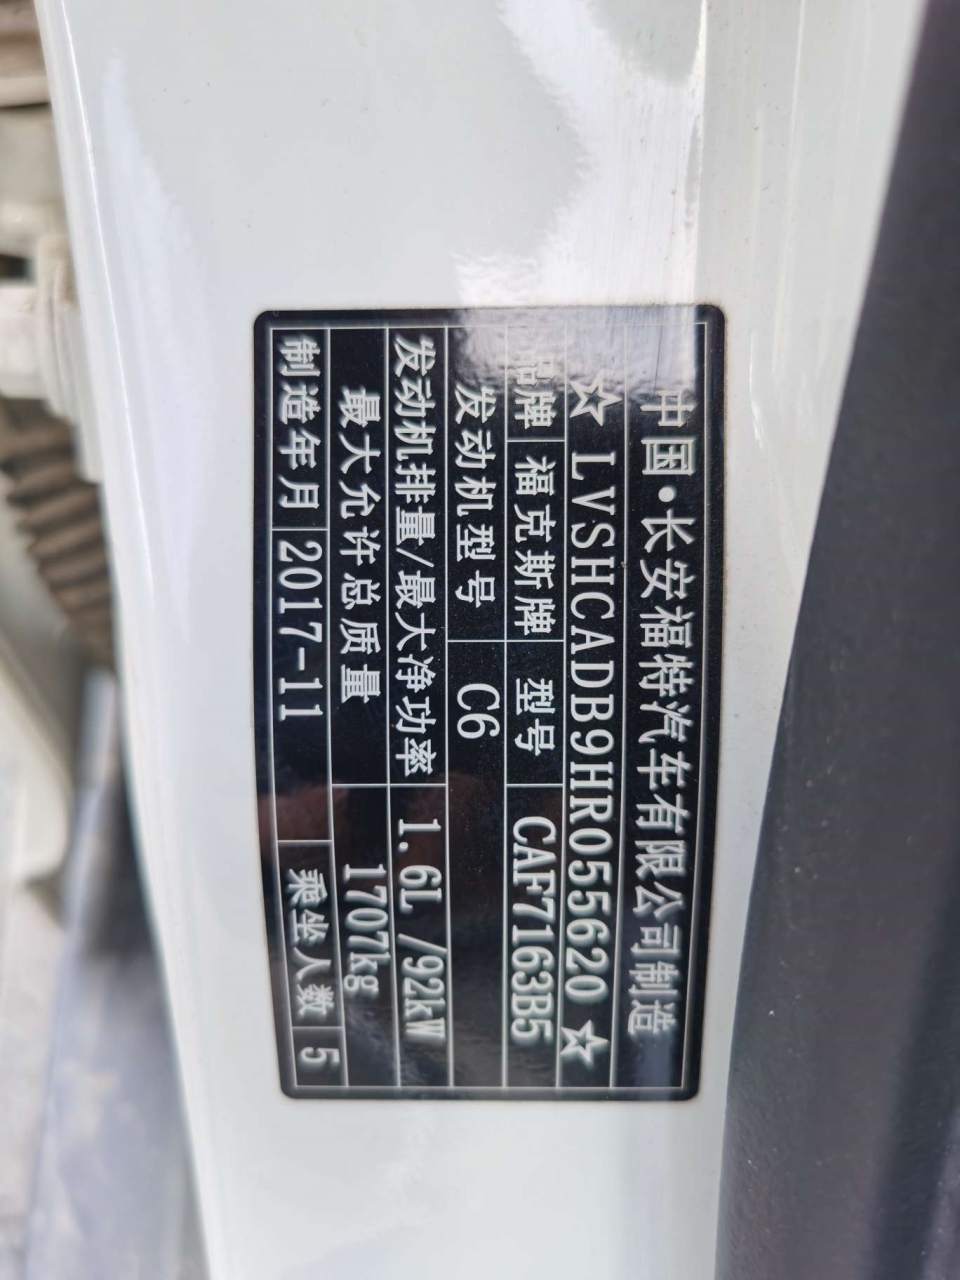 中国·长安福特汽车有限公司制造
☆ LVSHCADB9HR055620 ☆
品牌 福克斯牌 型号 CAF7163B5
发动机型号 C6
发动机排量/最大净功率 1.6L /92kW
最大允许总质量 1707kg
制造年月 2017-11 乘坐人数 5